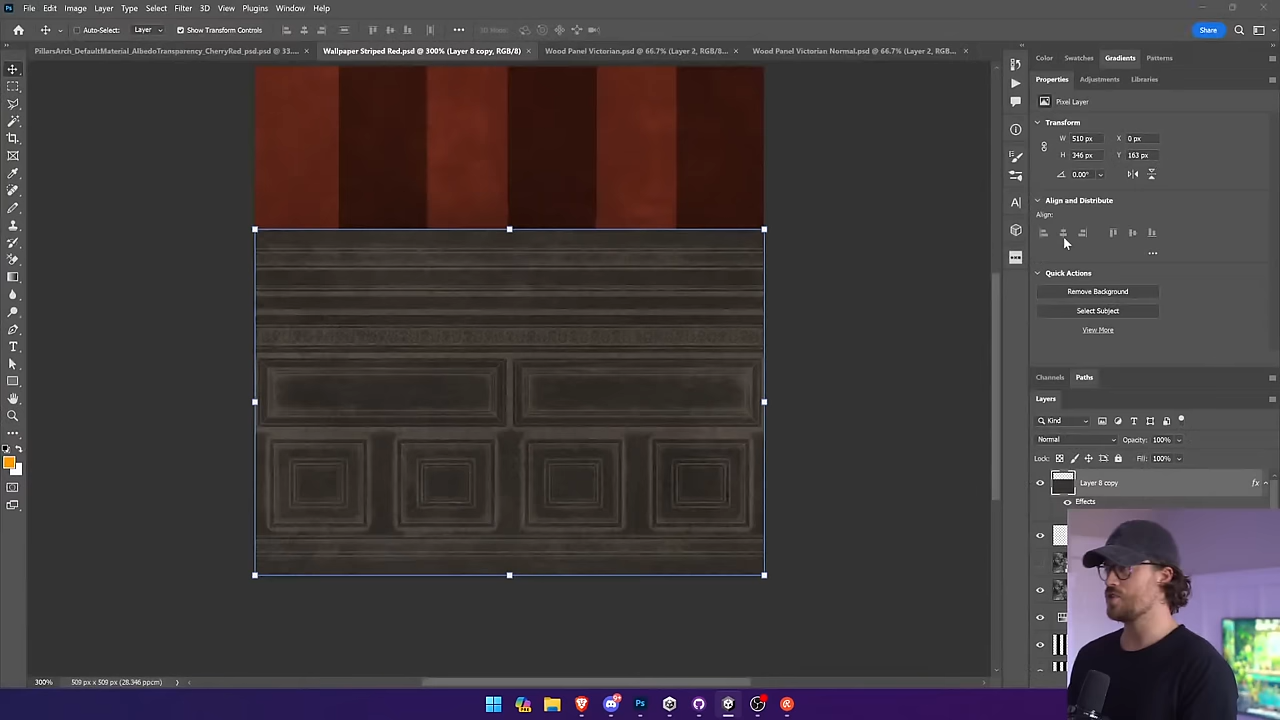 File Edit Image Layer Type Select Filter 3D View Plugins Window Help
Auto-Select: Layer Show Transform Controls 3D Mode: Share
PillarsArch_DefaultMaterial_AlbedoTransparency_CherryRed_psd.psd @ 33.... × Wallpaper Striped Red.psd @ 300% (Layer 8 copy, RGB/8) × Wood Panel Victorian.psd @ 66.7% (Layer 2, RGB/8... × Wood Panel Victorian Normal.psd @ 66.7% (Layer 2, RGB... ×
Color Swatches Gradients Patterns
Properties Adjustments Libraries
Pixel Layer
Transform
W 510 px X 0 px
H 346 px Y 163 px
0.00°
Align and Distribute
Align:
Quick Actions
Remove Background
Select Subject
View More
Channels Paths
Layers
Kind
Normal Opacity: 100%
Lock: Fill: 100%
Layer 8 copy fx
Effects
300% 509 px x 509 px (28.346 ppcm)